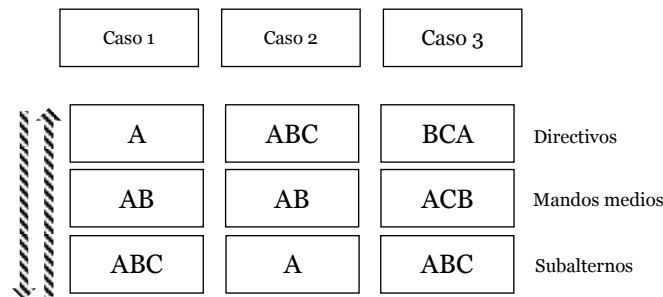 Caso 1 Caso 2 Caso 3
A ABC BCA Directivos
AB AB ACB Mandos medios
ABC A ABC Subalternos